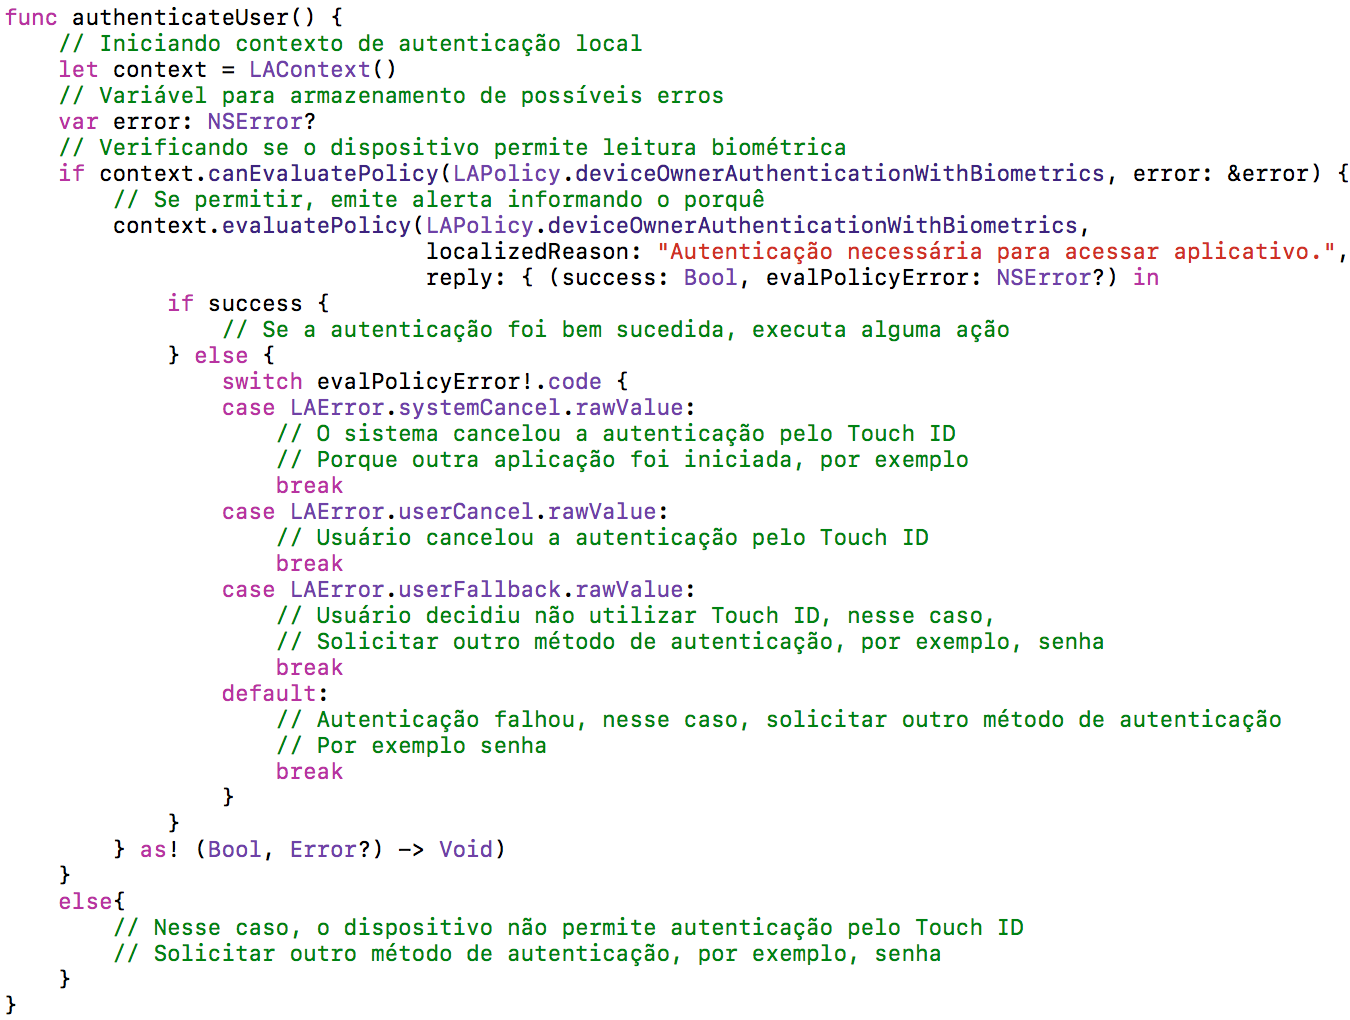 func authenticateUser() {
    // Iniciando contexto de autenticação local
    let context = LAContext()
    // Variável para armazenamento de possíveis erros
    var error: NSError?
    // Verificando se o dispositivo permite leitura biométrica
    if context.canEvaluatePolicy(LAPolicy.deviceOwnerAuthenticationWithBiometrics, error: &error) {
        // Se permitir, emite alerta informando o porquê
        context.evaluatePolicy(LAPolicy.deviceOwnerAuthenticationWithBiometrics,
                               localizedReason: "Autenticação necessária para acessar aplicativo.",
                               reply: { (success: Bool, evalPolicyError: NSError?) in
            if success {
                // Se a autenticação foi bem sucedida, executa alguma ação
            } else {
                switch evalPolicyError!.code {
                case LAError.systemCancel.rawValue:
                    // O sistema cancelou a autenticação pelo Touch ID
                    // Porque outra aplicação foi iniciada, por exemplo
                    break
                case LAError.userCancel.rawValue:
                    // Usuário cancelou a autenticação pelo Touch ID
                    break
                case LAError.userFallback.rawValue:
                    // Usuário decidiu não utilizar Touch ID, nesse caso,
                    // Solicitar outro método de autenticação, por exemplo, senha
                    break
                default:
                    // Autenticação falhou, nesse caso, solicitar outro método de autenticação
                    // Por exemplo senha
                    break
                }
            }
        } as! (Bool, Error?) -> Void)
    }
    else{
        // Nesse caso, o dispositivo não permite autenticação pelo Touch ID
        // Solicitar outro método de autenticação, por exemplo, senha
    }
}